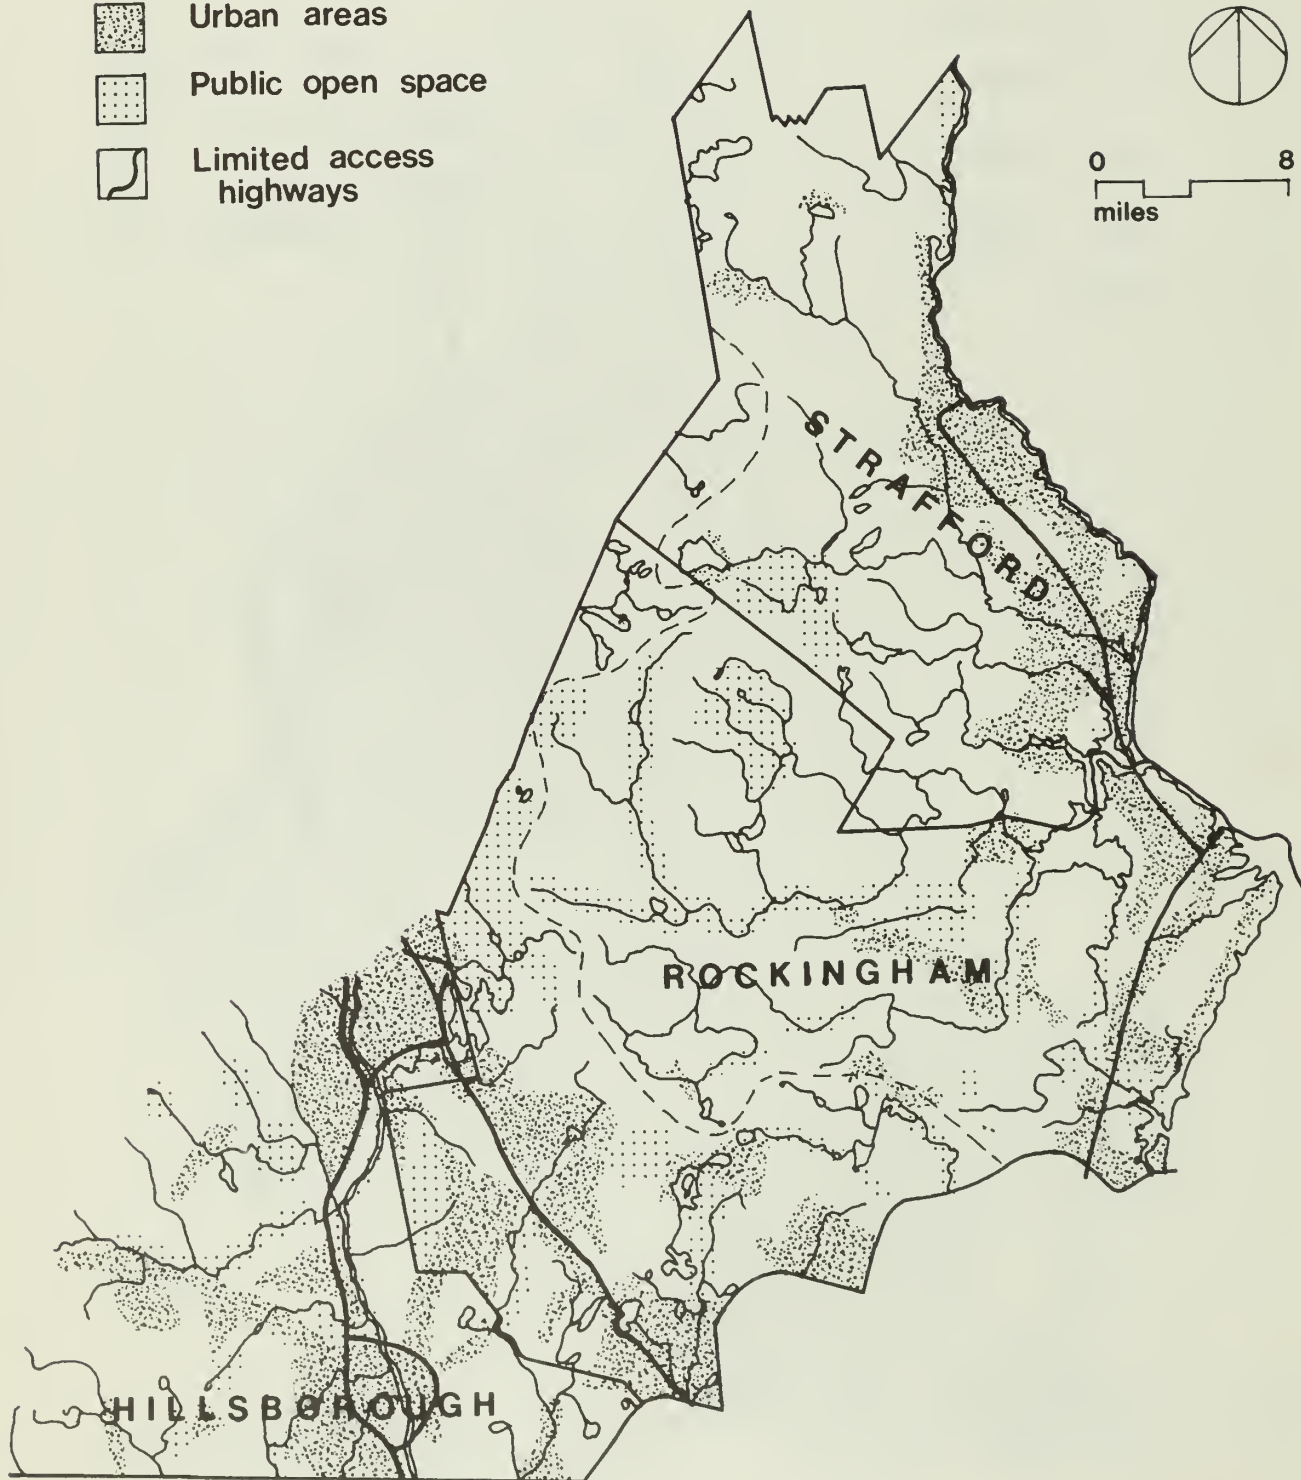 Urban areas
Public open space
Limited access
highways
0 8
miles
STRAFFORD
ROCKINGHAM
HILLSBOROUGH